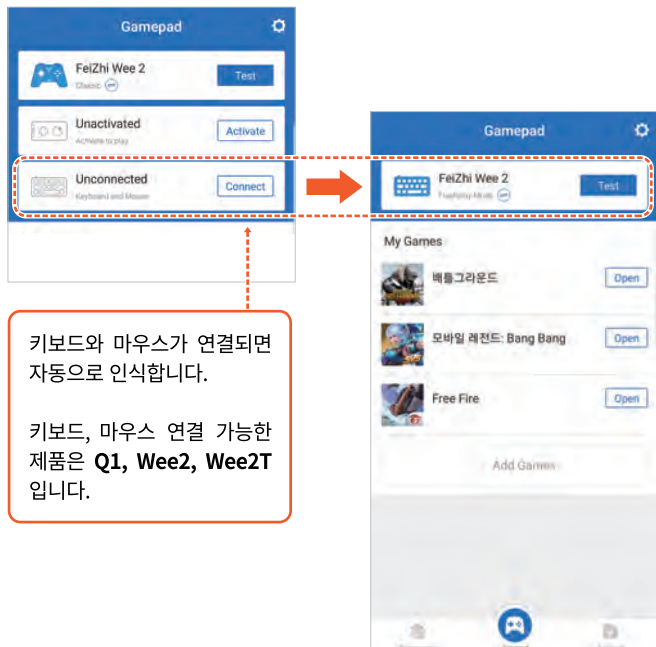 Gamepad
FeiZhi Wee 2
Test
Classic
Unactivated
Activate to play
Activate
Unconnected
Keyboard and Mouse
Connect
키보드와 마우스가 연결되면
자동으로 인식합니다.
키보드, 마우스 연결 가능한
제품은 Q1, Wee2, Wee2T
입니다.
Gamepad
FeiZhi Wee 2
Test
My Games
배틀그라운드
Open
모바일 레전드: Bang Bang
Open
Free Fire
Open
Add Games